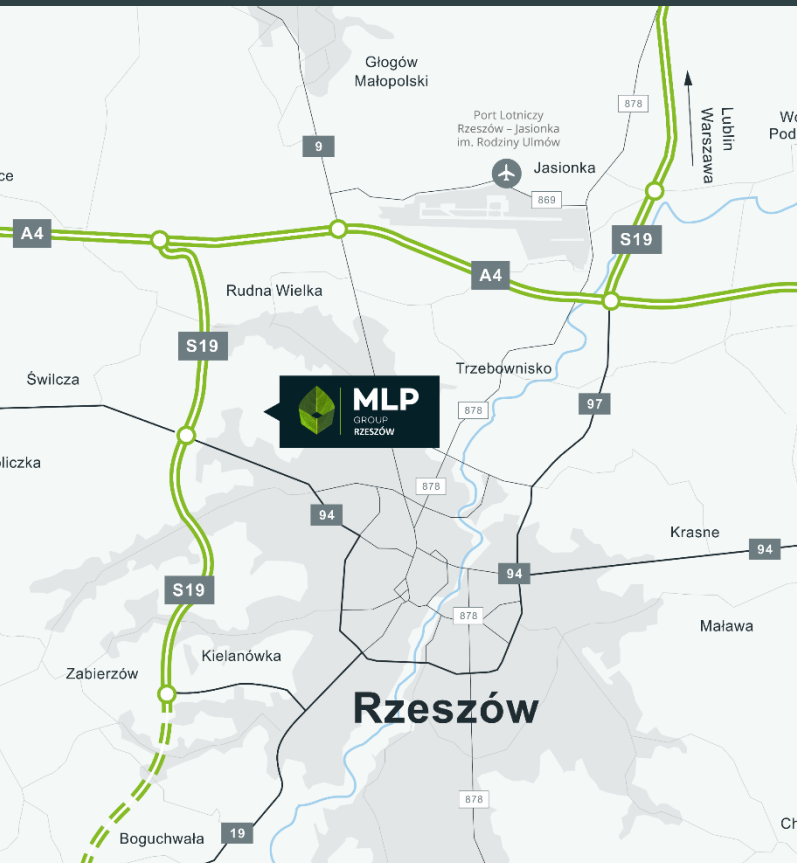 Głogów
Małopolski
878
Port Lotniczy
Rzeszów – Jasionka
im. Rodziny Ulmów
Lublin
Warszawa
9
Jasionka
869
A4
S19
A4
Rudna Wielka
S19
Świlcza
Trzebownisko
MLP
GROUP
RZESZÓW
878
97
878
94
Krasne
94
94
S19
878
Maława
Kielanówka
Zabierzów
Rzeszów
878
19
Boguchwała